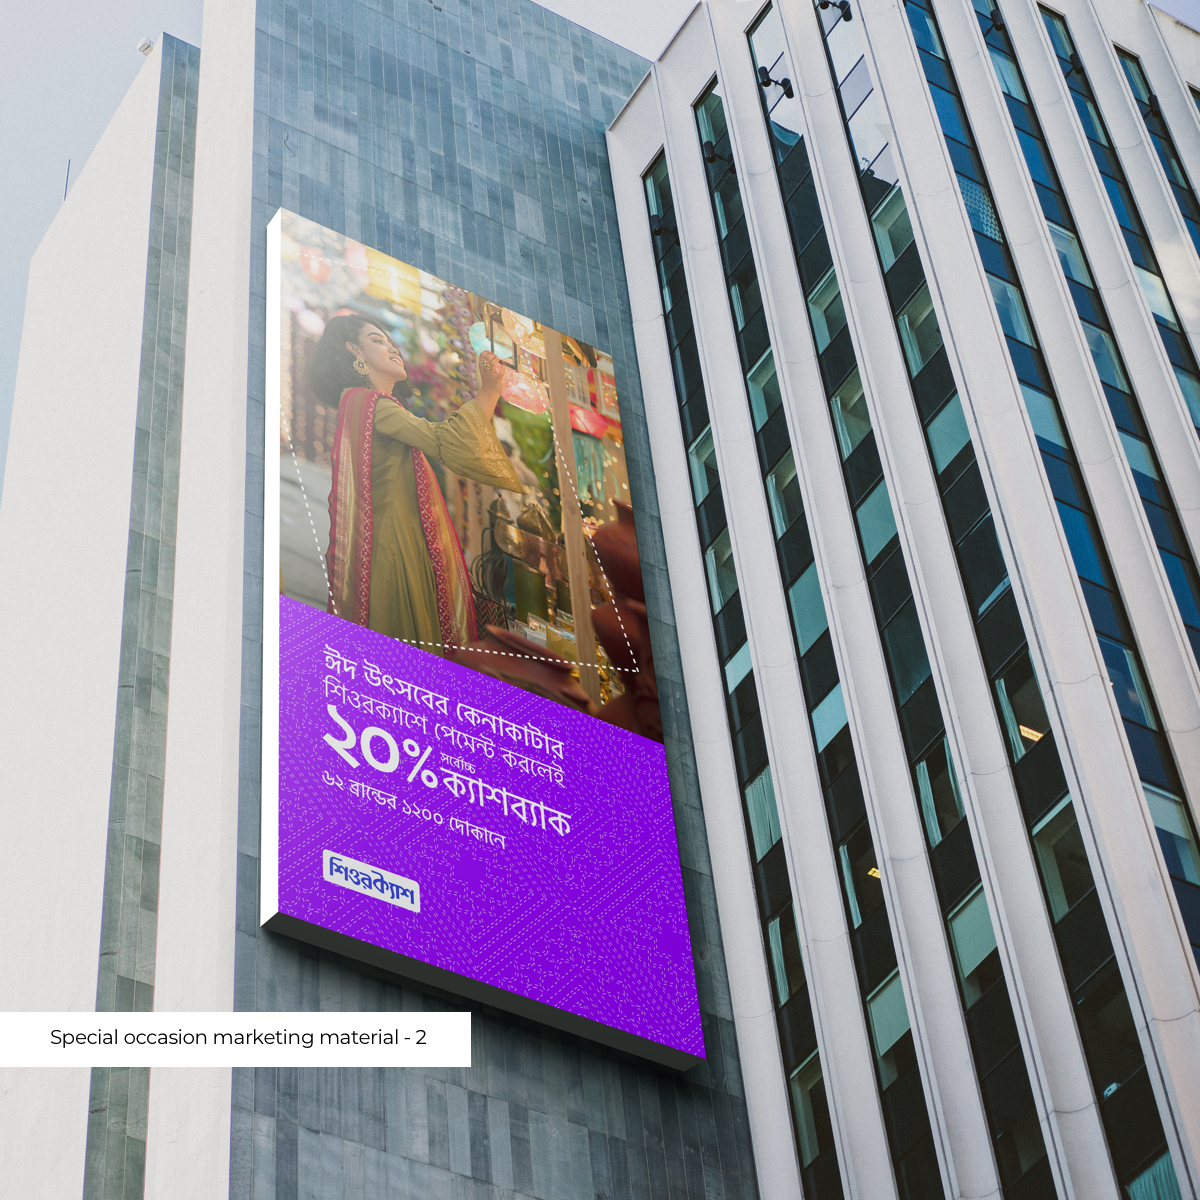 ঈদ উৎসবের কেনাকাটার
শিওরক্যাশে পেমেন্ট করলেই
২০% সর্বোচ্চ ক্যাশব্যাক
৬২ ব্রান্ডের ১২০০ দোকানে
শিওরক্যাশ
Special occasion marketing material - 2